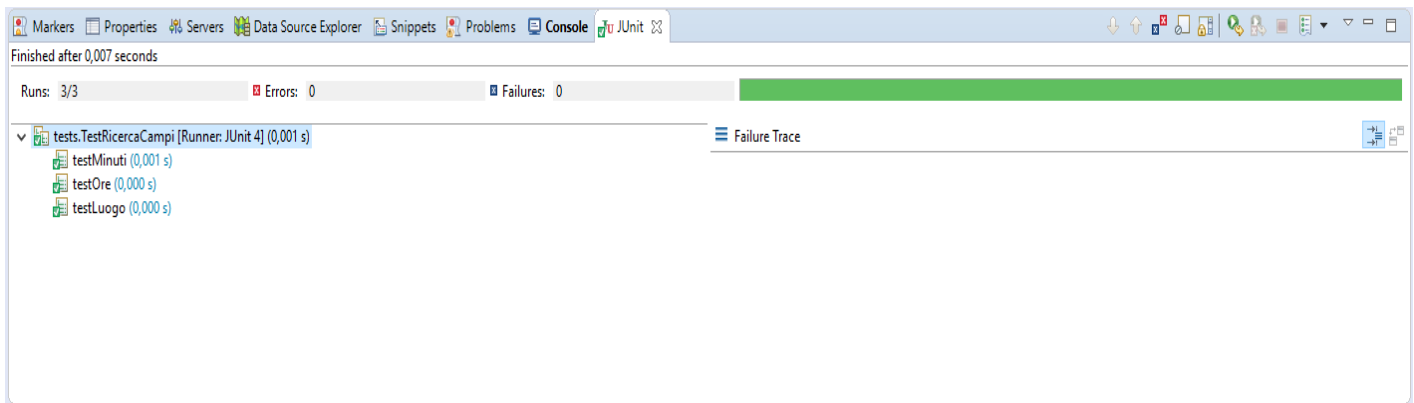 Markers Properties Servers Data Source Explorer Snippets Problems Console JUnit
Finished after 0,007 seconds
Runs: 3/3 Errors: 0 Failures: 0
tests.TestRicercaCampi [Runner: JUnit 4] (0,001 s)
Failure Trace
testMinuti (0,001 s)
testOre (0,000 s)
testLuogo (0,000 s)